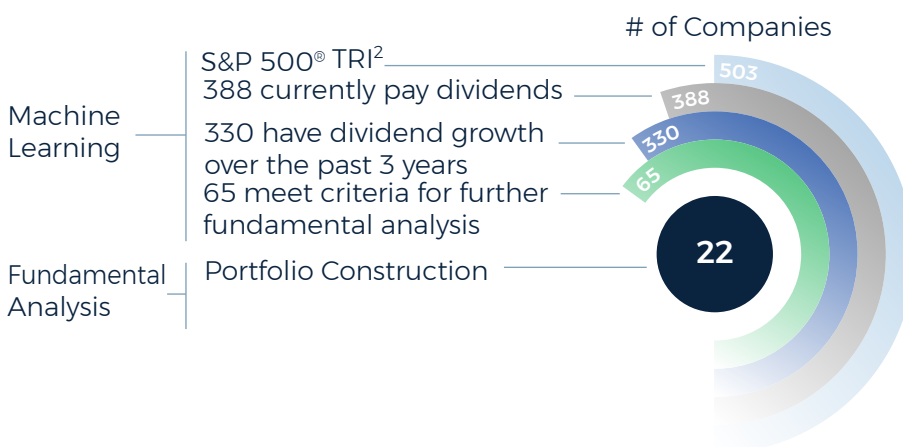 # of Companies
Machine
Learning
S&P 500® TRI²
388 currently pay dividends
330 have dividend growth
over the past 3 years
65 meet criteria for further
fundamental analysis
Fundamental
Analysis
Portfolio Construction
503
388
330
65
22